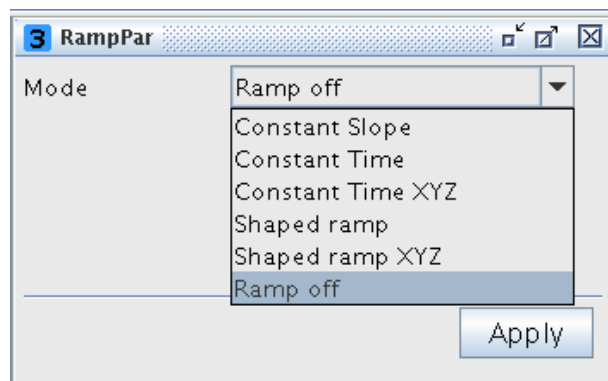 3 RampPar
Mode Ramp off
Constant Slope
Constant Time
Constant Time XYZ
Shaped ramp
Shaped ramp XYZ
Ramp off
Apply